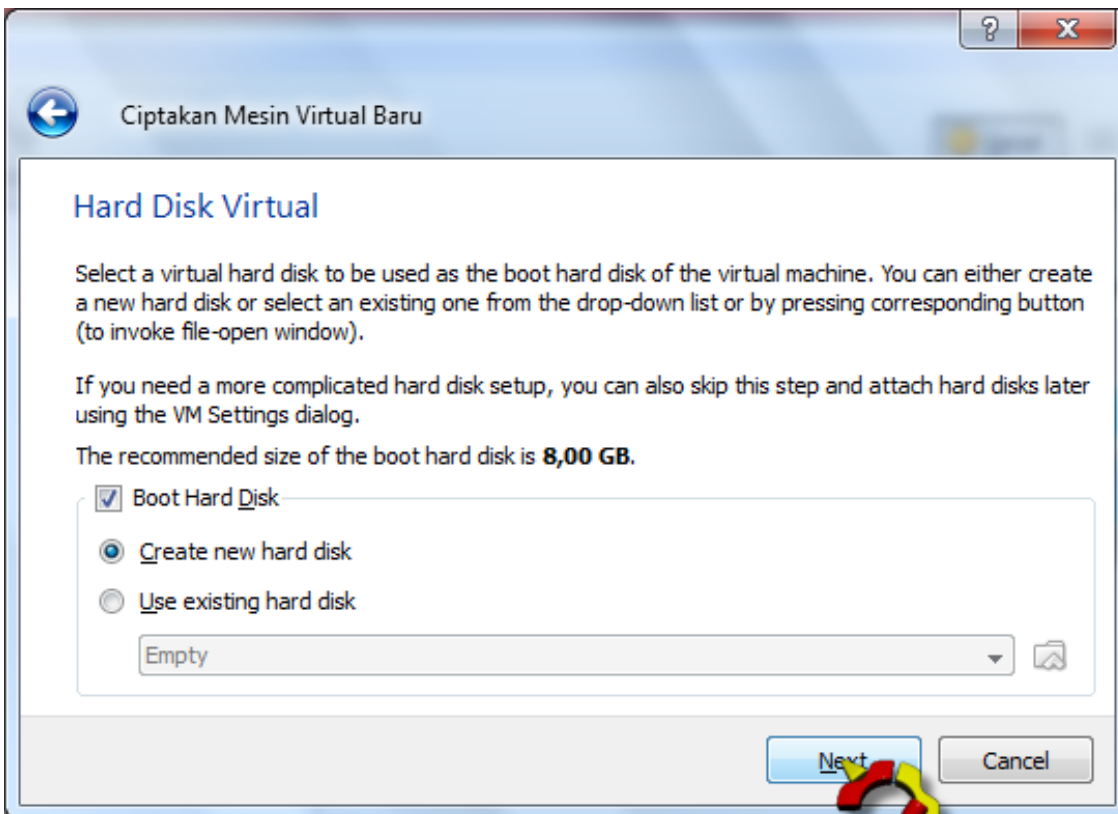 Ciptakan Mesin Virtual Baru
Hard Disk Virtual
Select a virtual hard disk to be used as the boot hard disk of the virtual machine. You can either create
a new hard disk or select an existing one from the drop-down list or by pressing corresponding button
(to invoke file-open window).
If you need a more complicated hard disk setup, you can also skip this step and attach hard disks later
using the VM Settings dialog.
The recommended size of the boot hard disk is 8,00 GB.
Boot Hard Disk
Create new hard disk
Use existing hard disk
Empty
Next
Cancel